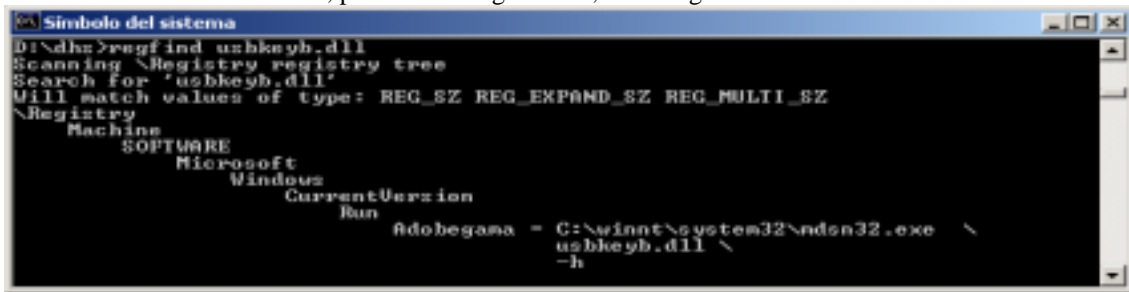 Símbolo del sistema
D:\dhs>regfind usbkeyb.dll
Scanning \Registry registry tree
Search for 'usbkeyb.dll'
Will match values of type: REG_SZ REG_EXPAND_SZ REG_MULTI_SZ
\Registry
Machine
SOFTWARE
Microsoft
Windows
CurrentVersion
Run
Adobegama = C:\winnt\system32\mdsn32.exe \
usbkeyb.dll \
-h